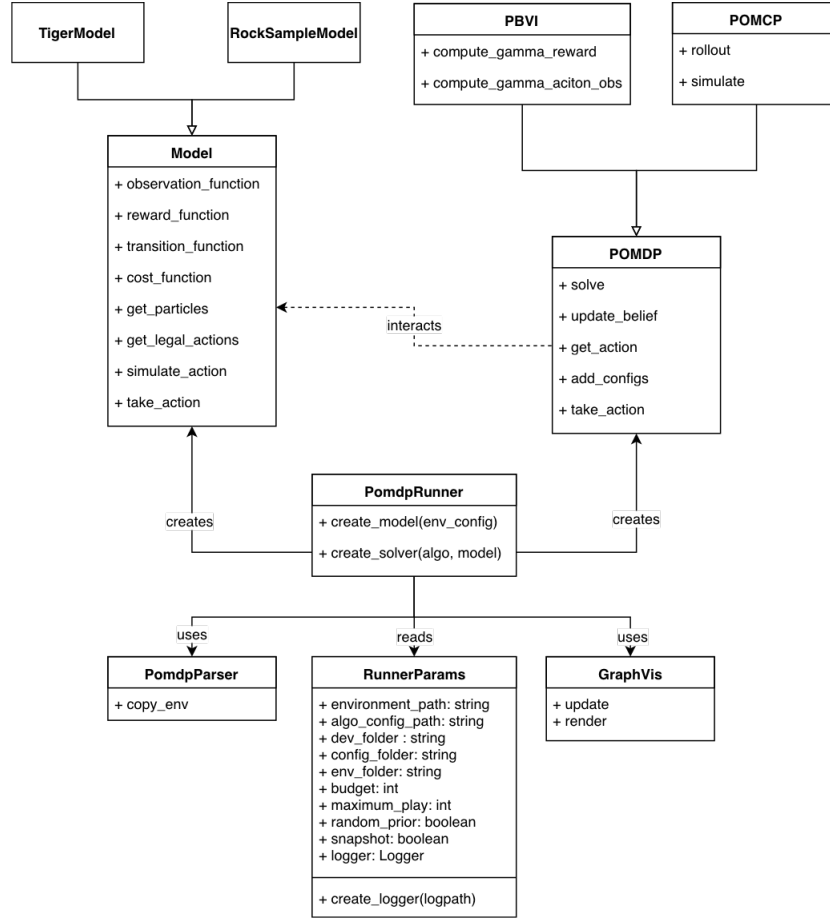 TigerModel
RockSampleModel
PBVI
+ compute_gamma_reward
+ compute_gamma_aciton_obs
POMCP
+ rollout
+ simulate
Model
+ observation_function
+ reward_function
+ transition_function
+ cost_function
+ get_particles
+ get_legal_actions
+ simulate_action
+ take_action
interacts
POMDP
+ solve
+ update_belief
+ get_action
+ add_configs
+ take_action
creates
PomdpRunner
+ create_model(env_config)
+ create_solver(algo, model)
creates
uses
reads
uses
PomdpParser
+ copy_env
RunnerParams
+ environment_path: string
+ algo_config_path: string
+ dev_folder : string
+ config_folder: string
+ env_folder: string
+ budget: int
+ maximum_play: int
+ random_prior: boolean
+ snapshot: boolean
+ logger: Logger
+ create_logger(logpath)
GraphVis
+ update
+ render